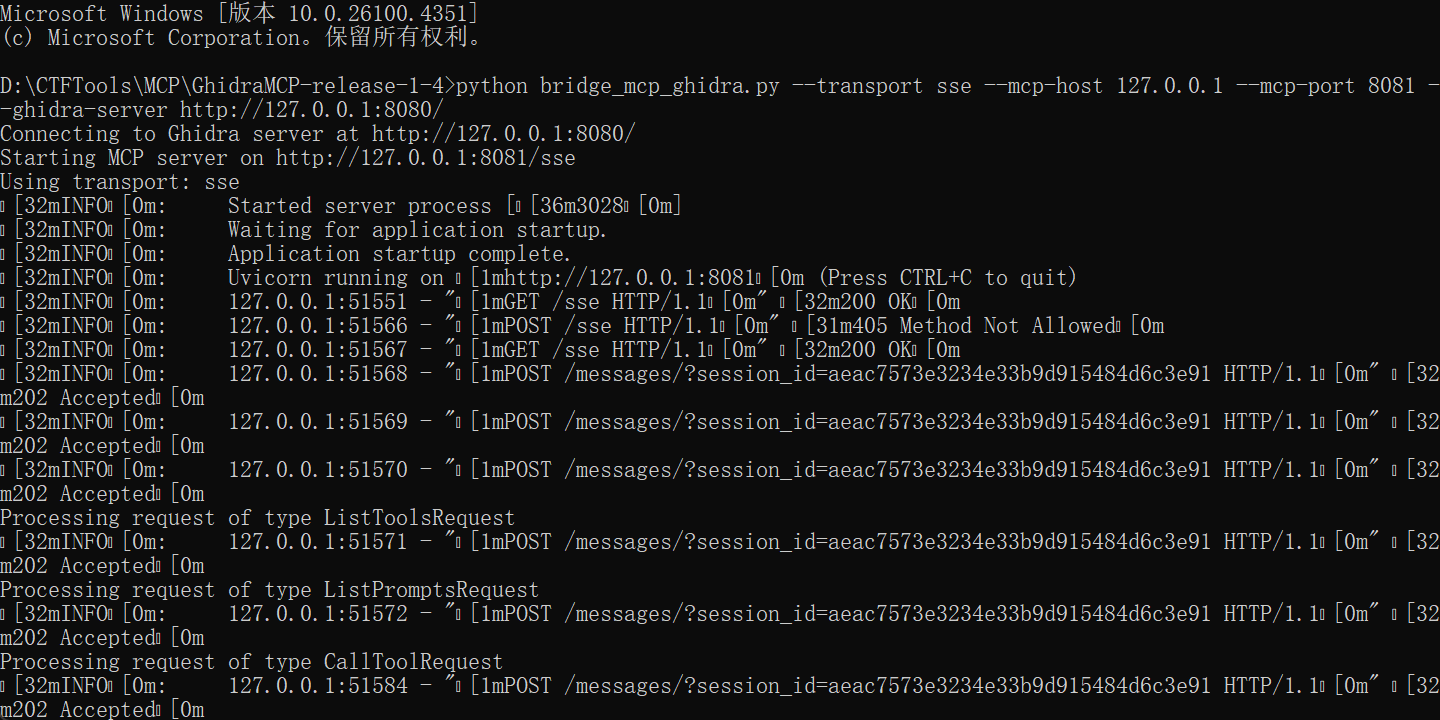 Microsoft Windows [版本 10.0.26100.4351]
(c) Microsoft Corporation。保留所有权利。
D:\CTFTools\MCP\GhidraMCP-release-1-4>python bridge_mcp_ghidra.py --transport sse --mcp-host 127.0.0.1 --mcp-port 8081 -
-ghidra-server http://127.0.0.1:8080/
Connecting to Ghidra server at http://127.0.0.1:8080/
Starting MCP server on http://127.0.0.1:8081/sse
Using transport: sse
[32mINFO[0m:     Started server process [[36m3028[0m]
[32mINFO[0m:     Waiting for application startup.
[32mINFO[0m:     Application startup complete.
[32mINFO[0m:     Uvicorn running on [1mhttp://127.0.0.1:8081[0m (Press CTRL+C to quit)
[32mINFO[0m:     127.0.0.1:51551 - "[1mGET /sse HTTP/1.1[0m" [32m200 OK[0m
[32mINFO[0m:     127.0.0.1:51566 - "[1mPOST /sse HTTP/1.1[0m" [31m405 Method Not Allowed[0m
[32mINFO[0m:     127.0.0.1:51567 - "[1mGET /sse HTTP/1.1[0m" [32m200 OK[0m
[32mINFO[0m:     127.0.0.1:51568 - "[1mPOST /messages/?session_id=aeac7573e3234e33b9d915484d6c3e91 HTTP/1.1[0m" [32
m202 Accepted[0m
[32mINFO[0m:     127.0.0.1:51569 - "[1mPOST /messages/?session_id=aeac7573e3234e33b9d915484d6c3e91 HTTP/1.1[0m" [32
m202 Accepted[0m
[32mINFO[0m:     127.0.0.1:51570 - "[1mPOST /messages/?session_id=aeac7573e3234e33b9d915484d6c3e91 HTTP/1.1[0m" [32
m202 Accepted[0m
Processing request of type ListToolsRequest
[32mINFO[0m:     127.0.0.1:51571 - "[1mPOST /messages/?session_id=aeac7573e3234e33b9d915484d6c3e91 HTTP/1.1[0m" [32
m202 Accepted[0m
Processing request of type ListPromptsRequest
[32mINFO[0m:     127.0.0.1:51572 - "[1mPOST /messages/?session_id=aeac7573e3234e33b9d915484d6c3e91 HTTP/1.1[0m" [32
m202 Accepted[0m
Processing request of type CallToolRequest
[32mINFO[0m:     127.0.0.1:51584 - "[1mPOST /messages/?session_id=aeac7573e3234e33b9d915484d6c3e91 HTTP/1.1[0m" [32
m202 Accepted[0m